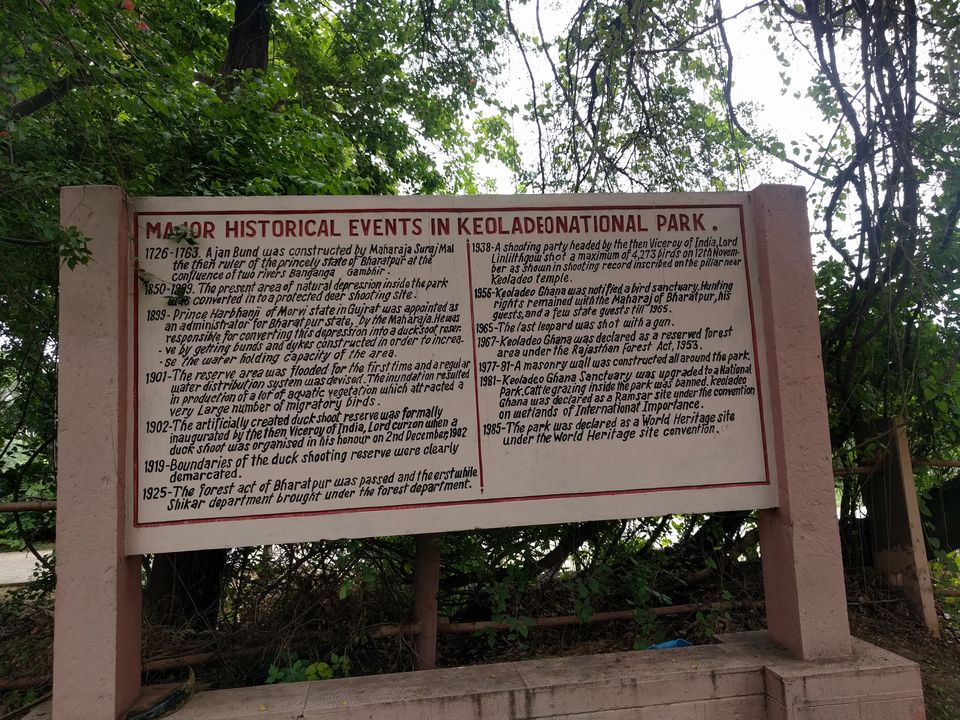 MAJOR HISTORICAL EVENTS IN KEOLADEONATIONAL PARK.
1726-1763. Ajan Bund was constructed by Maharaja Suraj Mal
the then ruler of the princely state of Bharatpur at the
confluence of two rivers Banganga Gambhir.
1850-1899. The present area of natural depression inside the park
was converted in to a protected deer shooting site.
1899-Prince Harbhanji of Morvi state in Gujrat was appointed as
an administrator for Bharatpur state, by the Maharaja. He was
responsible for converting this depression into a duck soot reser
-ve by getting bunds and dykes constructed in order to increa.
-se the water holding capacity of the area.
1901-The reserve area was flooded for the first time and a regular
water distribution system was devised. The inundation resulted
in production of a lot of aquatic vegetation which attracted a
very Large number of migratory birds.
1902-The artificially created duck shoot reserve was formally
inaugurated by the then Viceroy of India, Lord curzon when a
duck shoot was organised in his honour on 2nd December, 1902
1919-Boundaries of the duck shooting reserve were clearly
demarcated.
1925-The forest act of Bharatpur was passed and the erstwhile
Shikar department brought under the forest department.
1938-A shooting party headed by the then Viceroy of India, Lord
Linliithgow shot a maximum of 4,273 birds on 12th Novem-
ber as shown in shooting record inscribed on the pillar near
Keoladeo temple.
1956-Keoladeo Ghana was notified a bird sanctuary. Hunting
rights remained with the Maharaj of Bharatpur, his
guests, and a few state guests till 1965.
1965-The last leopard was shot with a gun.
1967-Keoladeo Ghana was declared as a reserved forest
area under the Rajasthan Forest Act, 1953.
1977-81-A masonry wall was constructed all around the park.
1981-Keoladeo Ghana Sanctuary was upgraded to a National
Park. Cattle grazing inside the park was banned. Keoladeo
Ghana was declared as a Ramsar site under the convention
on wetlands of International Importance.
1985-The park was declared as a World Heritage site
under the World Heritage site convention.